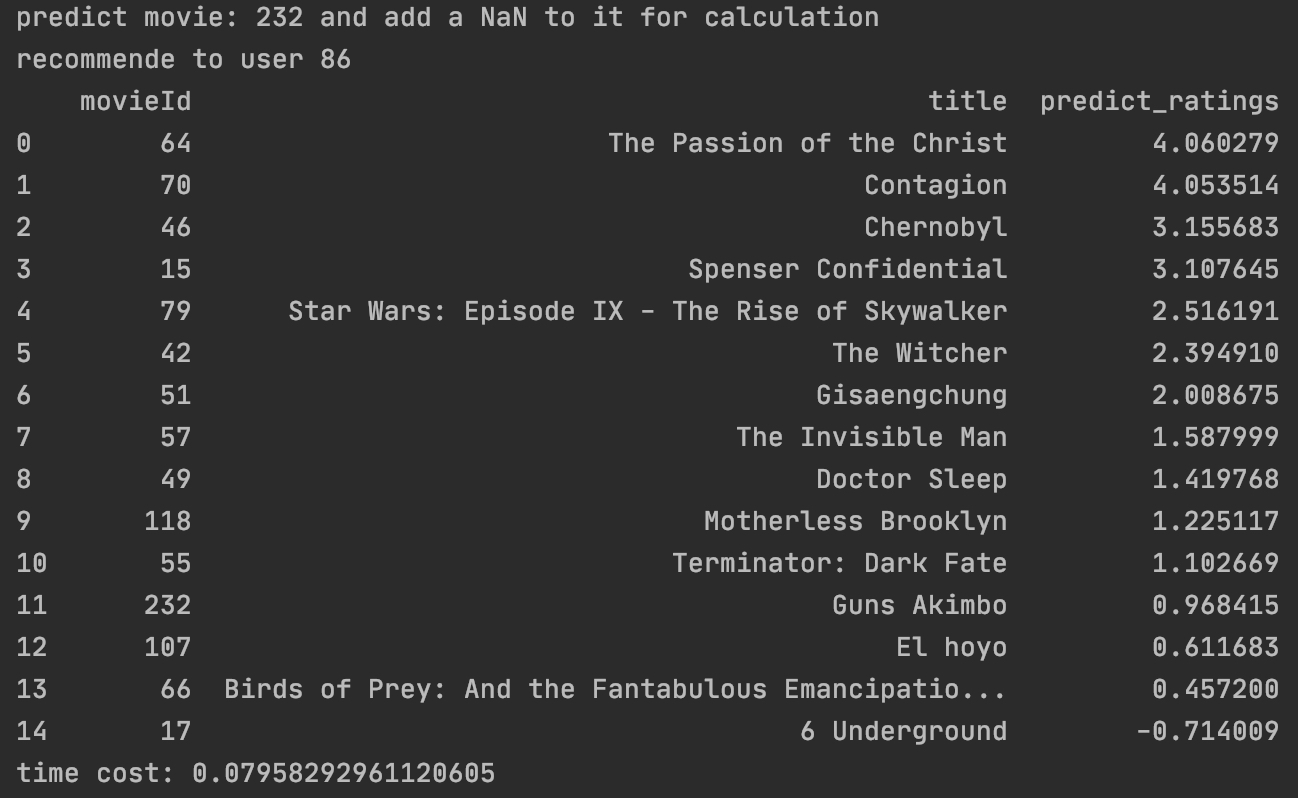 predict movie: 232 and add a NaN to it for calculation
recommende to user 86
movieId title predict_ratings
0 64 The Passion of the Christ 4.060279
1 70 Contagion 4.053514
2 46 Chernobyl 3.155683
3 15 Spenser Confidential 3.107645
4 79 Star Wars: Episode IX - The Rise of Skywalker 2.516191
5 42 The Witcher 2.394910
6 51 Gisaengchung 2.008675
7 57 The Invisible Man 1.587999
8 49 Doctor Sleep 1.419768
9 118 Motherless Brooklyn 1.225117
10 55 Terminator: Dark Fate 1.102669
11 232 Guns Akimbo 0.968415
12 107 El hoyo 0.611683
13 66 Birds of Prey: And the Fantabulous Emancipatio... 0.457200
14 17 6 Underground -0.714009
time cost: 0.07958292961120605